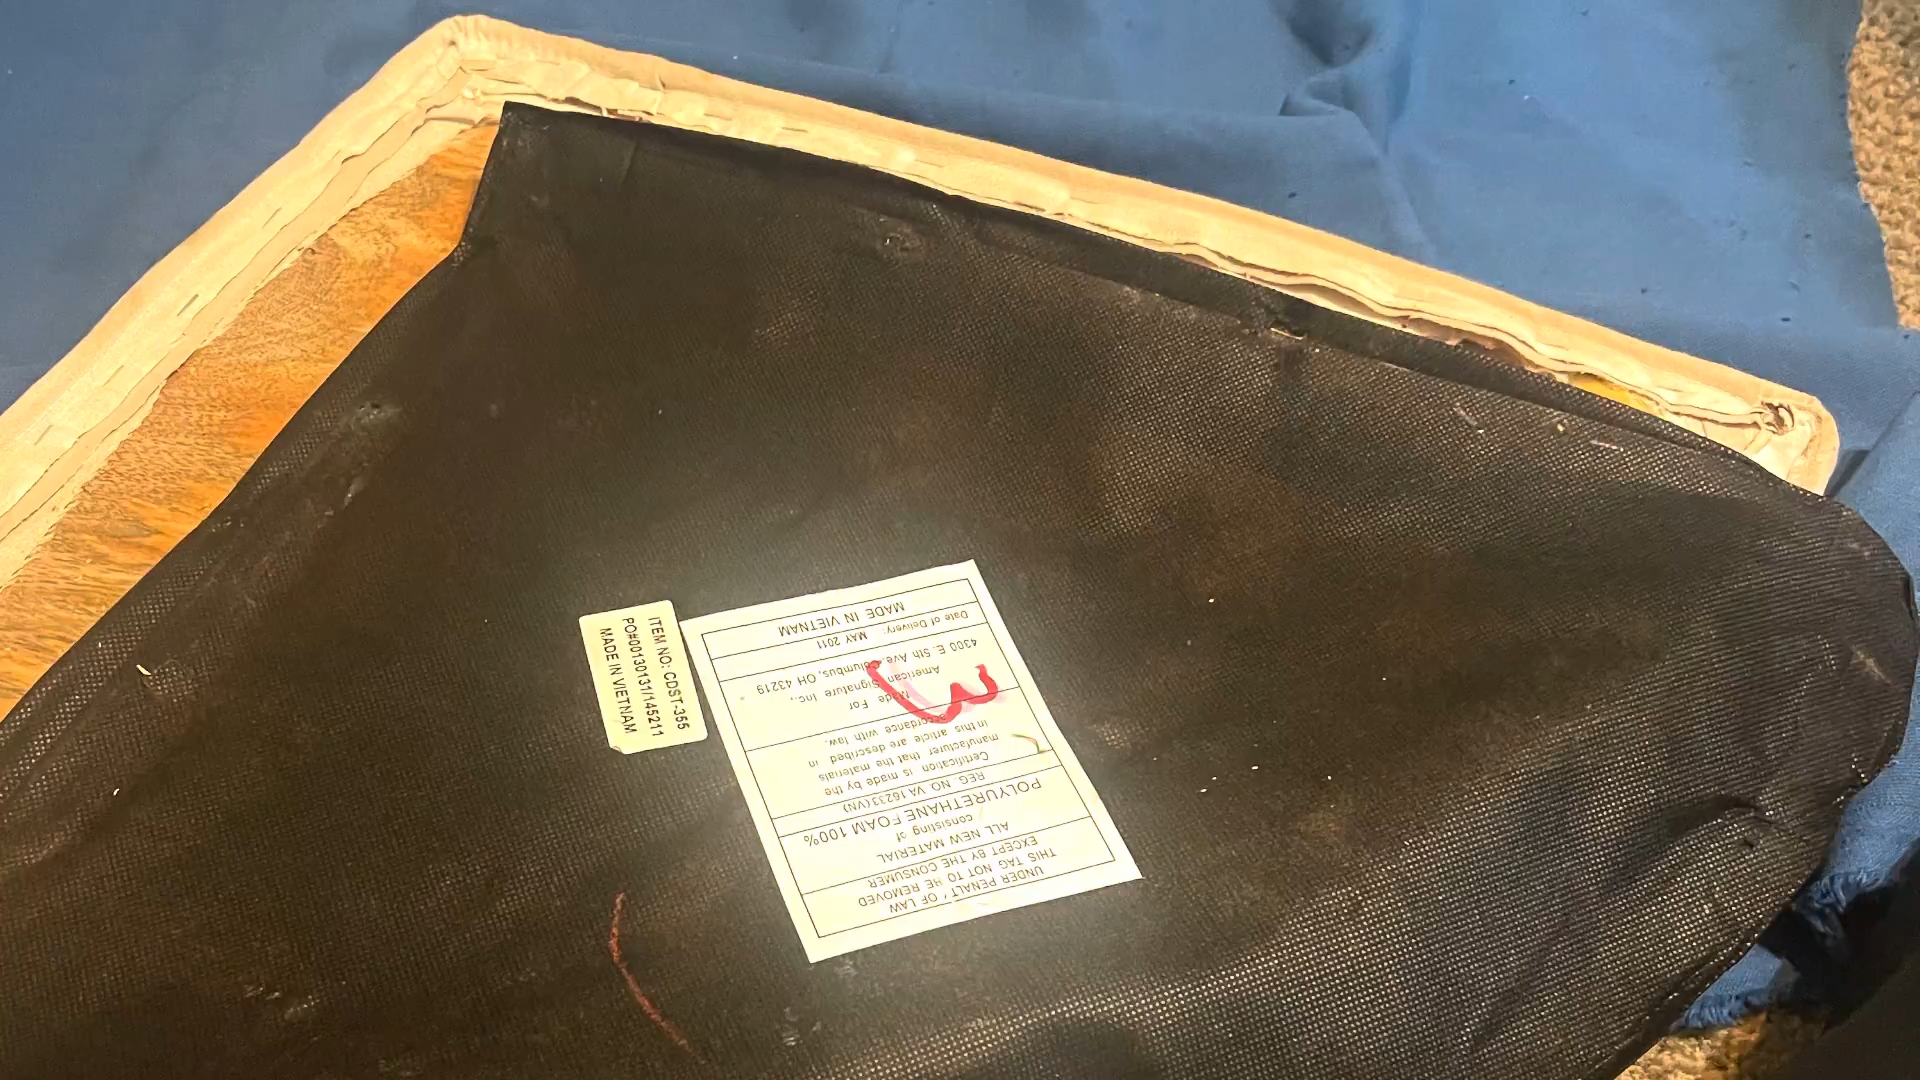 ITEM NO: CDST-355
PO#00130131/145211
MADE IN VIETNAM
UNDER PENALT' OF LAW
THIS TAG NOT TO HE REMOVED
EXCEPT BY THE CONSUMER
ALL NEW MATERIAL
consisting of
POLYURETHANE FOAM 100%
REG. NO. VA16233(VN)
Certification is made by the
manufacturer that the materials
in this article are described in
accordance with law.
Made For
American Signature Inc.,
4300 E. 5th Ave. Columbus, OH 43219
Date of Delivery: MAY 2011
MADE IN VIETNAM